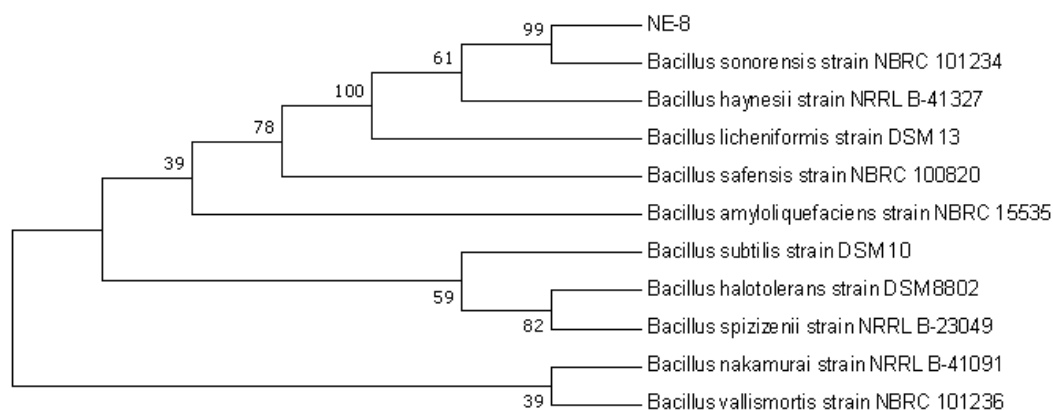 99
NE-8
61
Bacillus sonorensis strain NBRC 101234
100
Bacillus haynesii strain NRRL B-41327
78
Bacillus licheniformis strain DSM 13
39
Bacillus safensis strain NBRC 100820
Bacillus amyloliquefaciens strain NBRC 15535
Bacillus subtilis strain DSM 10
59
Bacillus halotolerans strain DSM8802
82
Bacillus spizizenii strain NRRL B-23049
Bacillus nakamurai strain NRRL B-41091
39
Bacillus vallismortis strain NBRC 101236